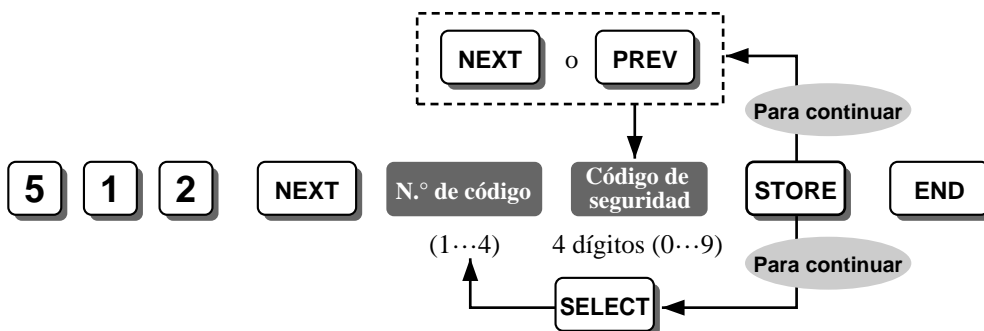 NEXT o PREV
Para continuar
5 1 2 NEXT N.° de código Código de seguridad STORE END
(1···4) 4 dígitos (0···9)
Para continuar
SELECT